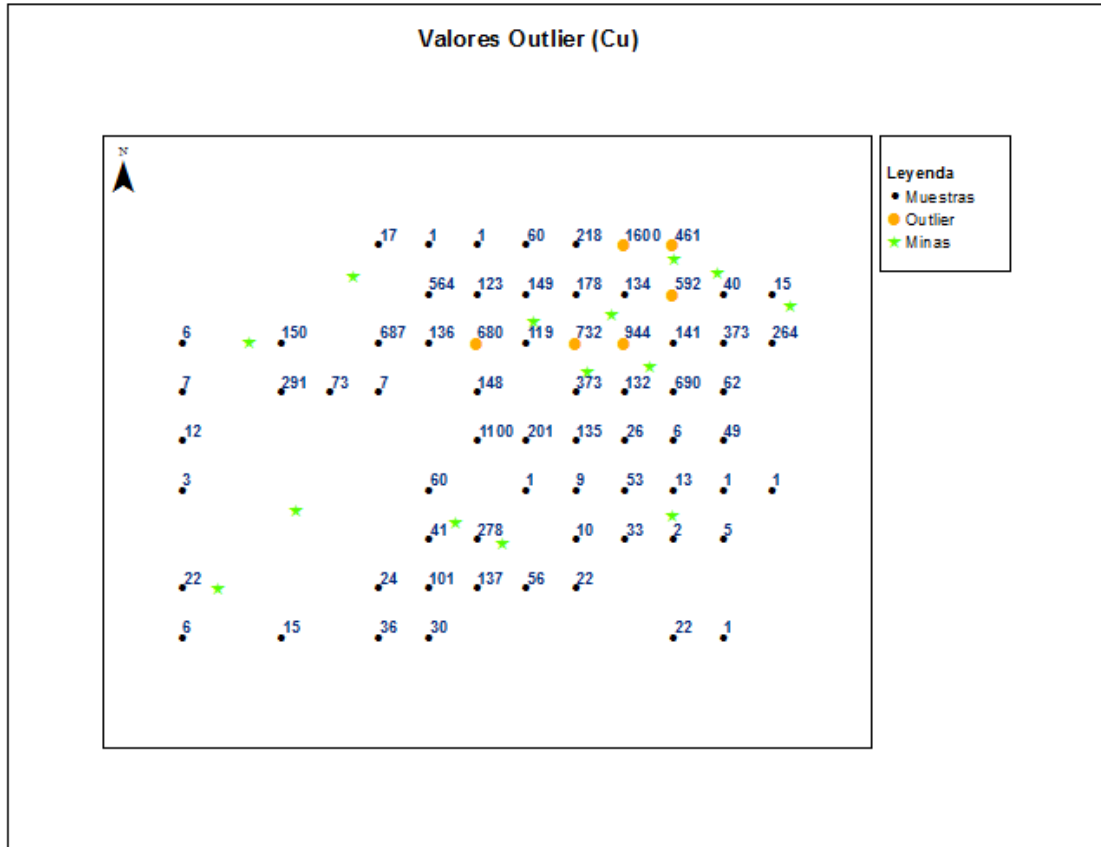 Valores Outlier (Cu)
N
Leyenda
Muestras
Outlier
Minas
17 1 1 60 218 1600 461
564 123 149 178 134 592 40 15
6 150 687 136 680 119 732 944 141 373 264
7 291 73 7 148 373 132 690 62
12 1100 201 135 26 6 49
3 60 1 9 53 13 1 1
41 278 10 33 2 5
22 24 101 137 56 22
6 15 36 30 22 1